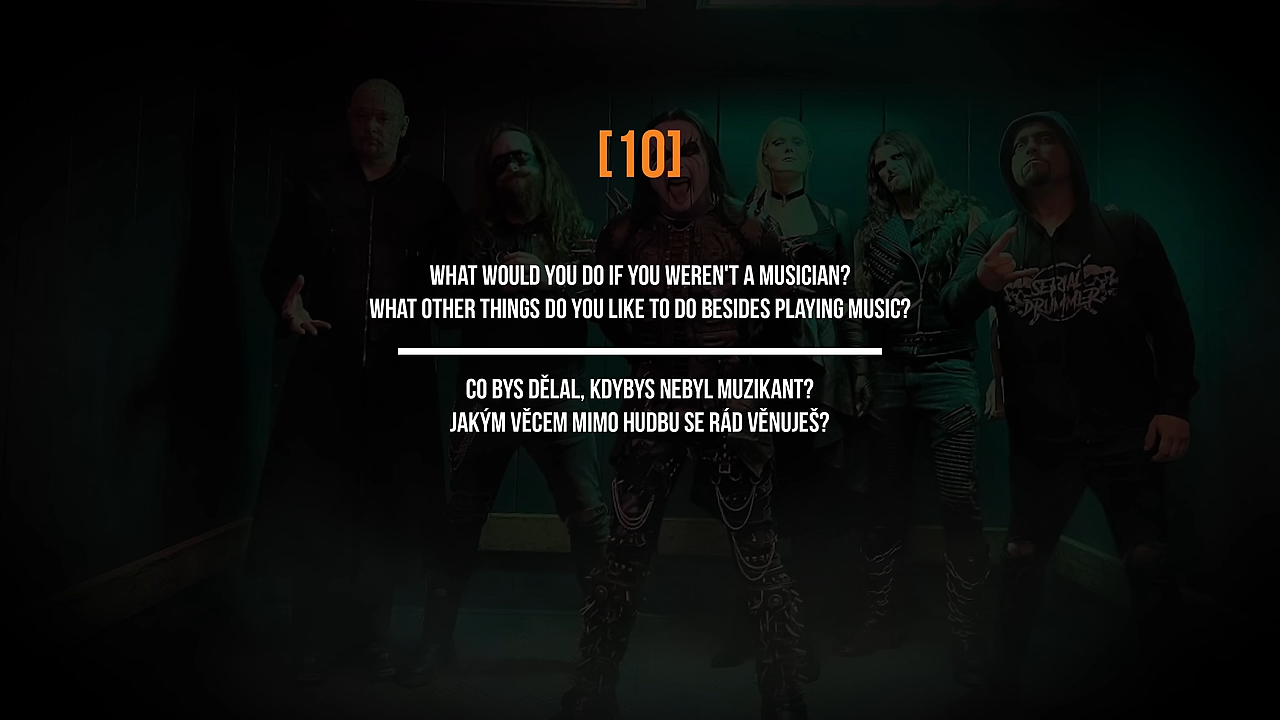 [10]
WHAT WOULD YOU DO IF YOU WEREN'T A MUSICIAN?
WHAT OTHER THINGS DO YOU LIKE TO DO BESIDES PLAYING MUSIC?
CO BYS DĚLAL, KDYBYS NEBYL MUZIKANT?
JAKÝM VĚCEM MIMO HUDBU SE RÁD VĚNUJEŠ?
SERIAL
DRUMMER